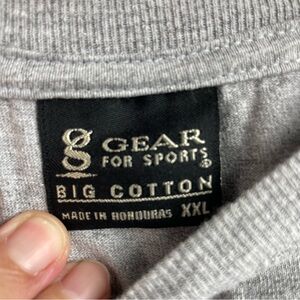 GEAR
FOR SPORTS®
BIG COTTON
MADE IN HONDURAS XXL